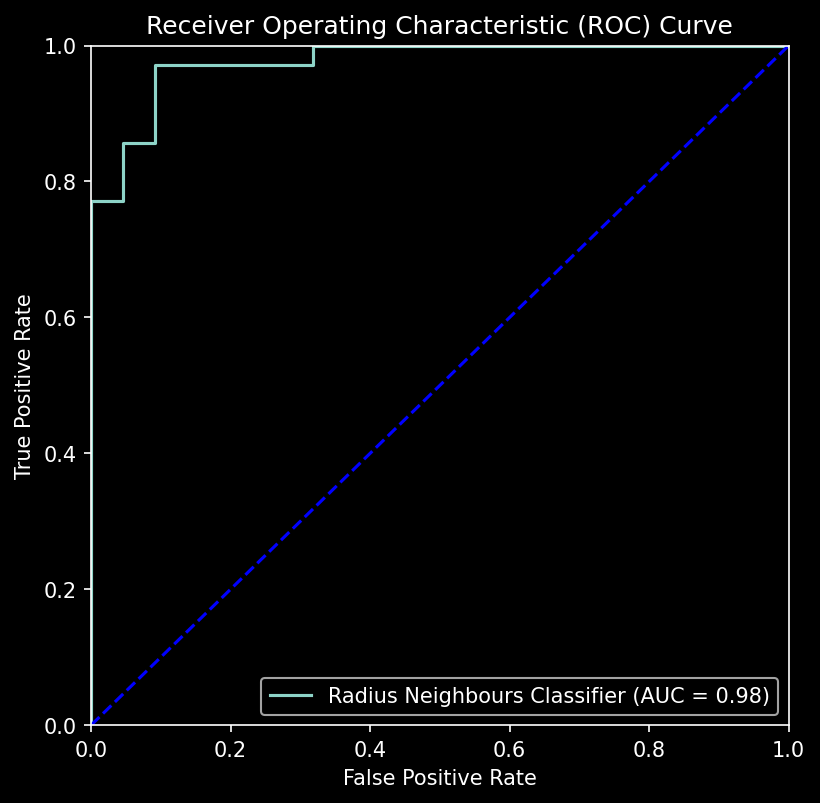 Receiver Operating Characteristic (ROC) Curve
1.0
0.8
0.6
0.4
0.2
0.0
True Positive Rate
Radius Neighbours Classifier (AUC = 0.98)
0.0 0.2 0.4 0.6 0.8 1.0
False Positive Rate